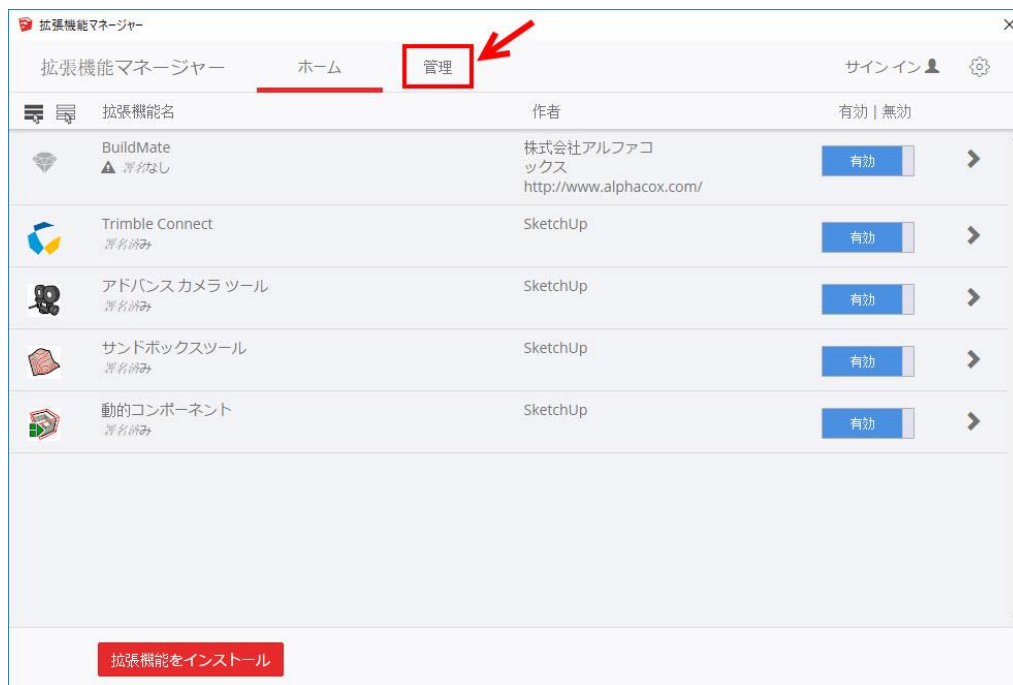 拡張機能マネージャー
拡張機能マネージャー ホーム 管理 サイン イン
拡張機能名 作者 有効 | 無効
BuildMate 株式会社アルファコ
署名なし ックス 有効
http://www.alphacox.com/
Trimble Connect SketchUp
署名済み 有効
アドバンス カメラ ツール SketchUp
署名済み 有効
サンドボックスツール SketchUp
署名済み 有効
動的コンポーネント SketchUp
署名済み 有効
拡張機能をインストール